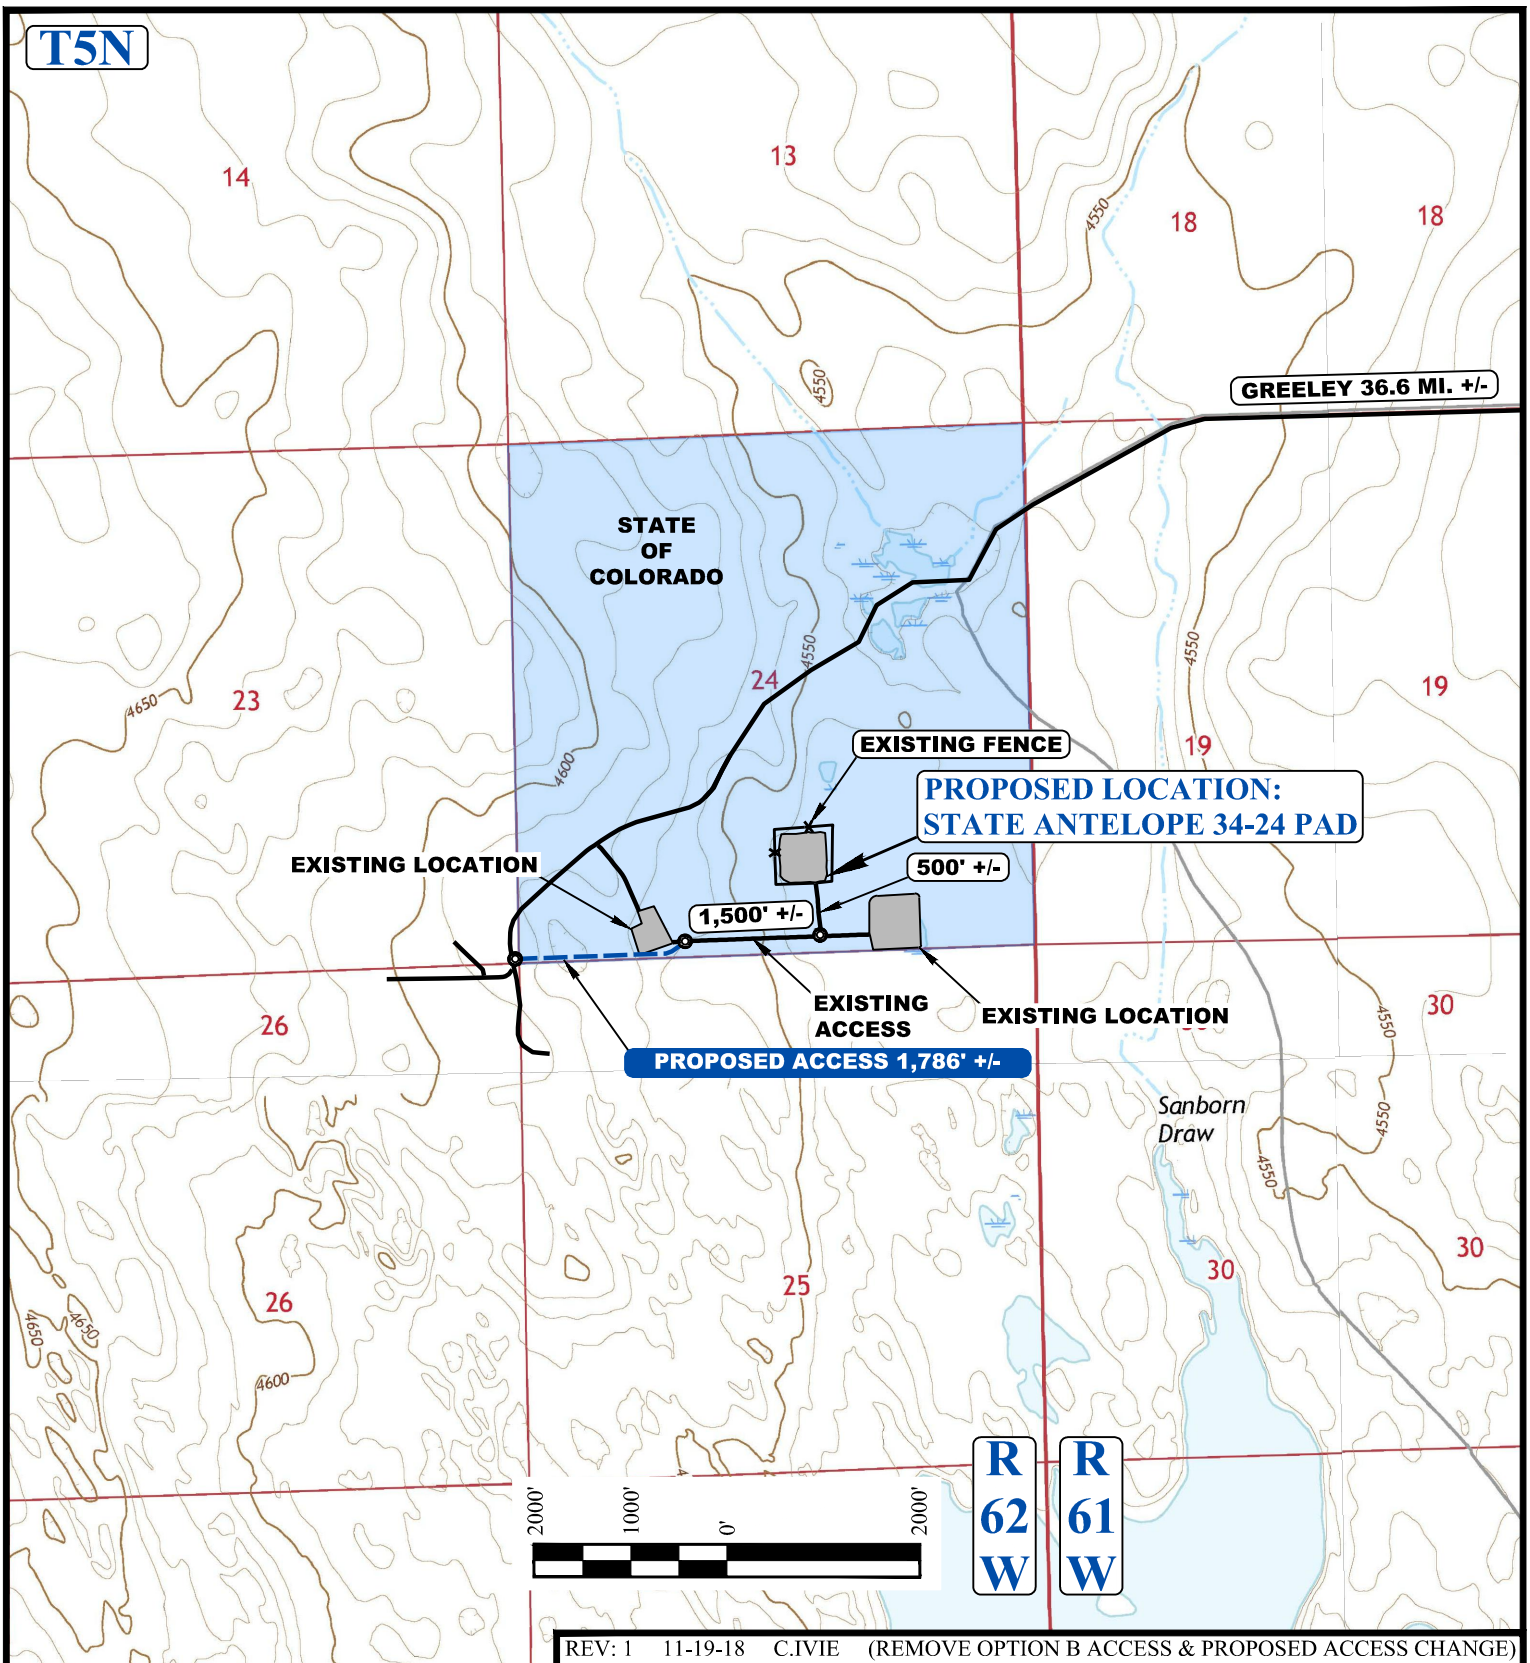 T5N
14
13
18
18
4550
4550
GREELEY 36.6 MI. +/-
STATE
OF
COLORADO
4550
4550
24
23
19
19
4650
4600
EXISTING FENCE
PROPOSED LOCATION:
STATE ANTELOPE 34-24 PAD
EXISTING LOCATION
500' +/-
1,500' +/-
EXISTING
ACCESS
EXISTING LOCATION
26
30
4550
PROPOSED ACCESS 1,786' +/-
Sanborn
Draw
4550
4550
30
30
25
26
4650
4650
4600
R
62
W
R
61
W
2000'
1000'
0'
2000'
REV: 1 11-19-18 C.IVIE (REMOVE OPTION B ACCESS & PROPOSED ACCESS CHANGE)